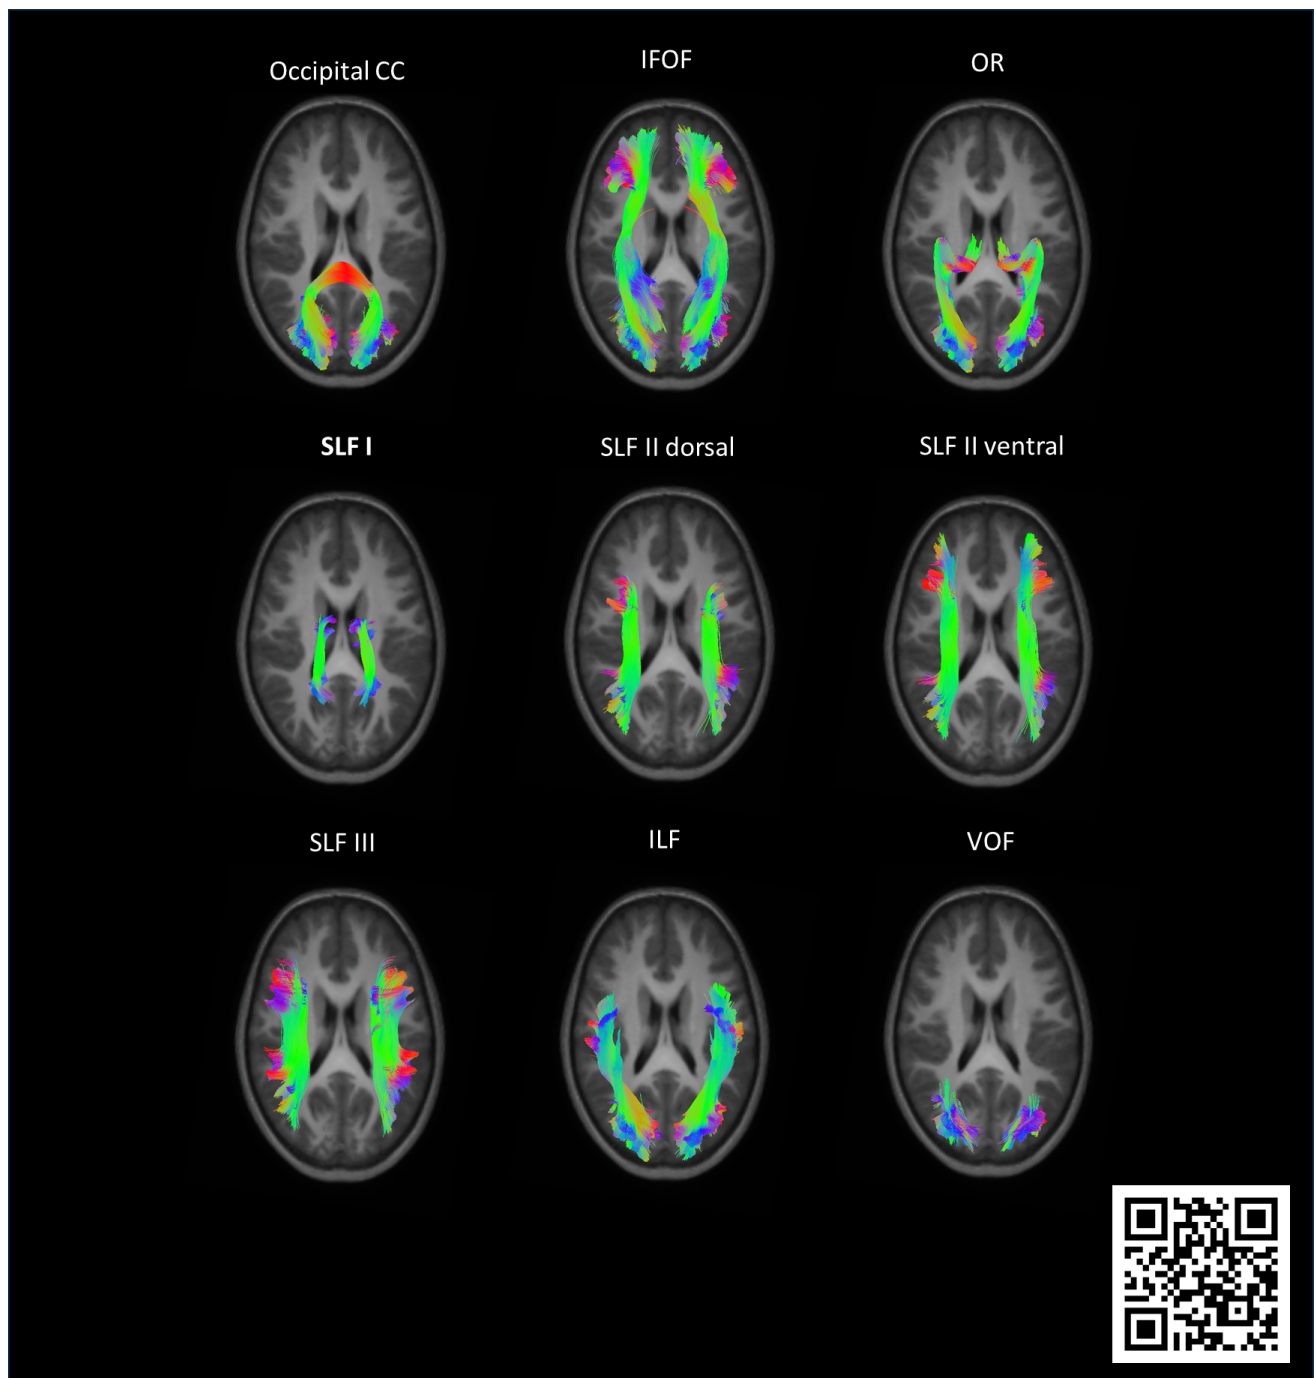 Occipital CC
IFOF
OR
SLF I
SLF II dorsal
SLF II ventral
SLF III
ILF
VOF